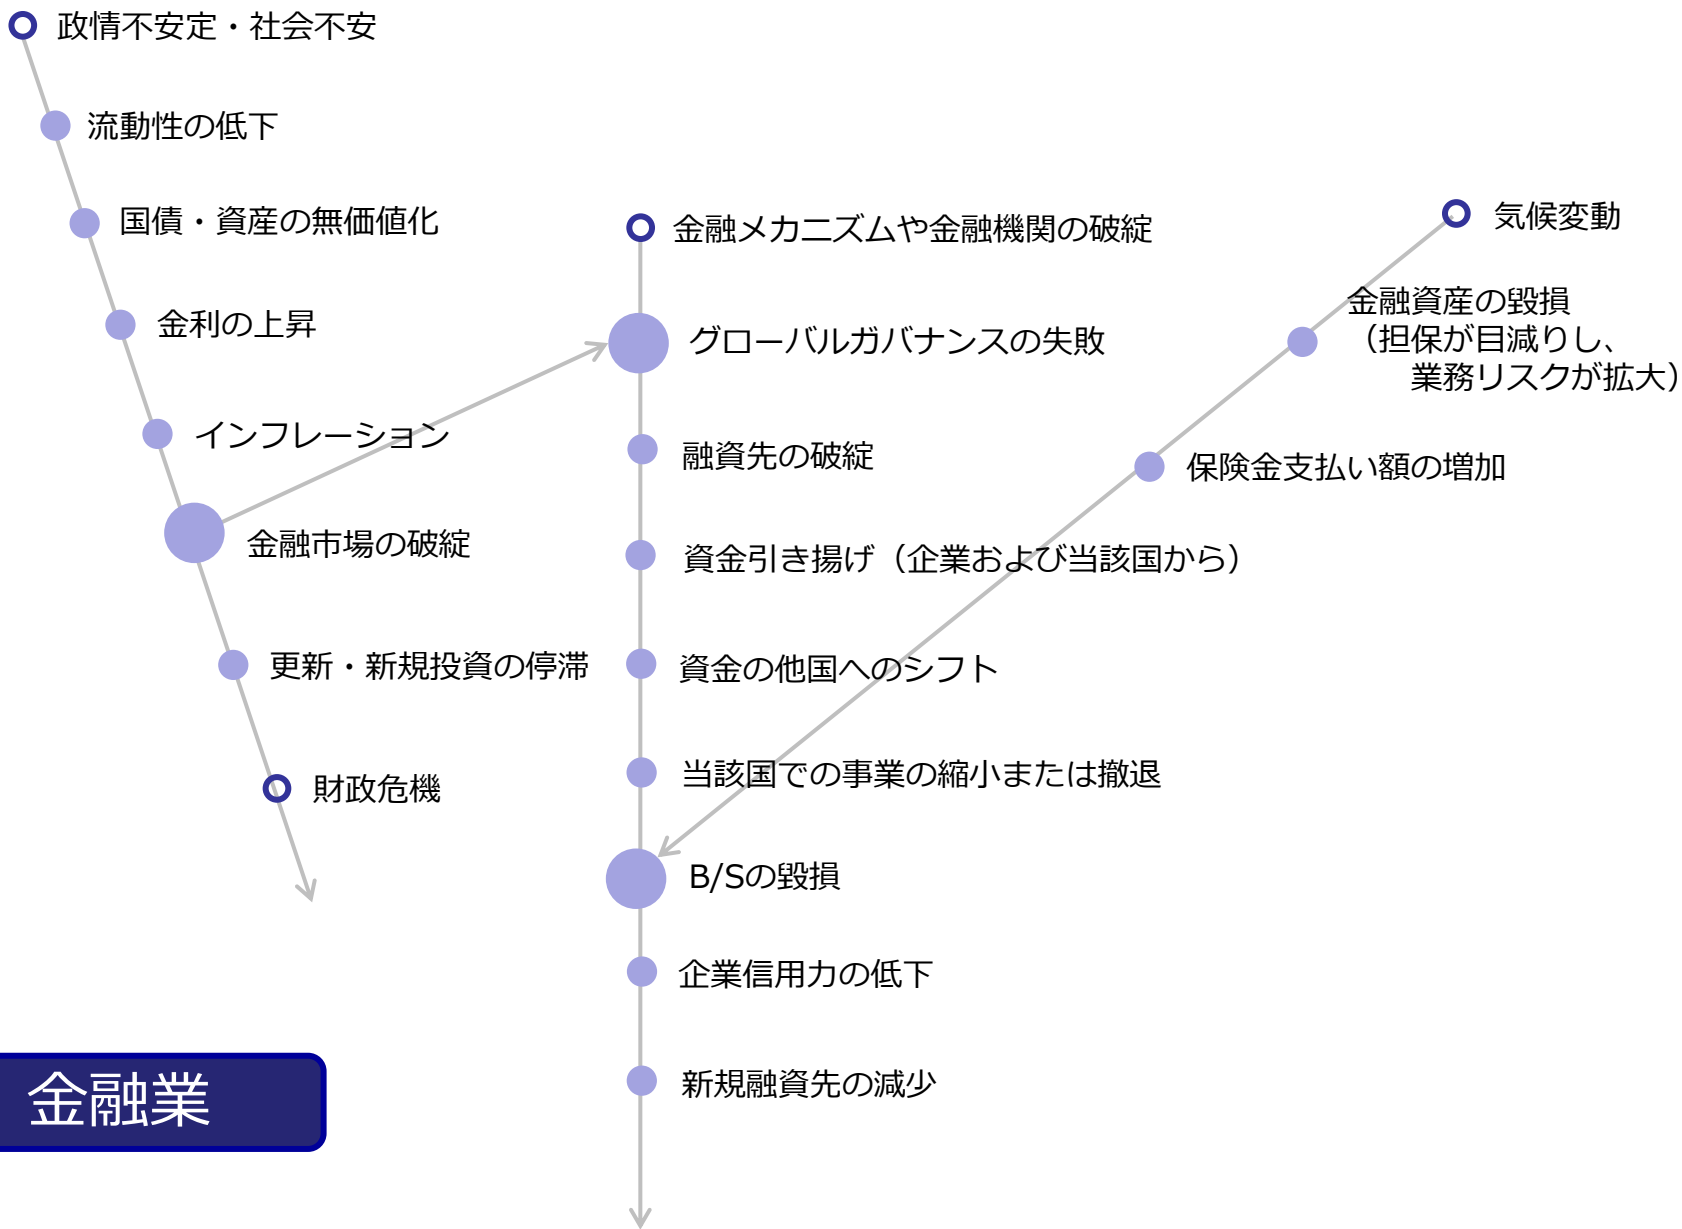 政情不安定・社会不安
流動性の低下
国債・資産の無価値化
金利の上昇
インフレーション
金融市場の破綻
更新・新規投資の停滞
財政危機
金融メカニズムや金融機関の破綻
グローバルガバナンスの失敗
融資先の破綻
資金引き揚げ（企業および当該国から）
資金の他国へのシフト
当該国での事業の縮小または撤退
B/Sの毀損
企業信用力の低下
新規融資先の減少
気候変動
金融資産の毀損
（担保が目減りし、
業務リスクが拡大）
保険金支払い額の増加
金融業